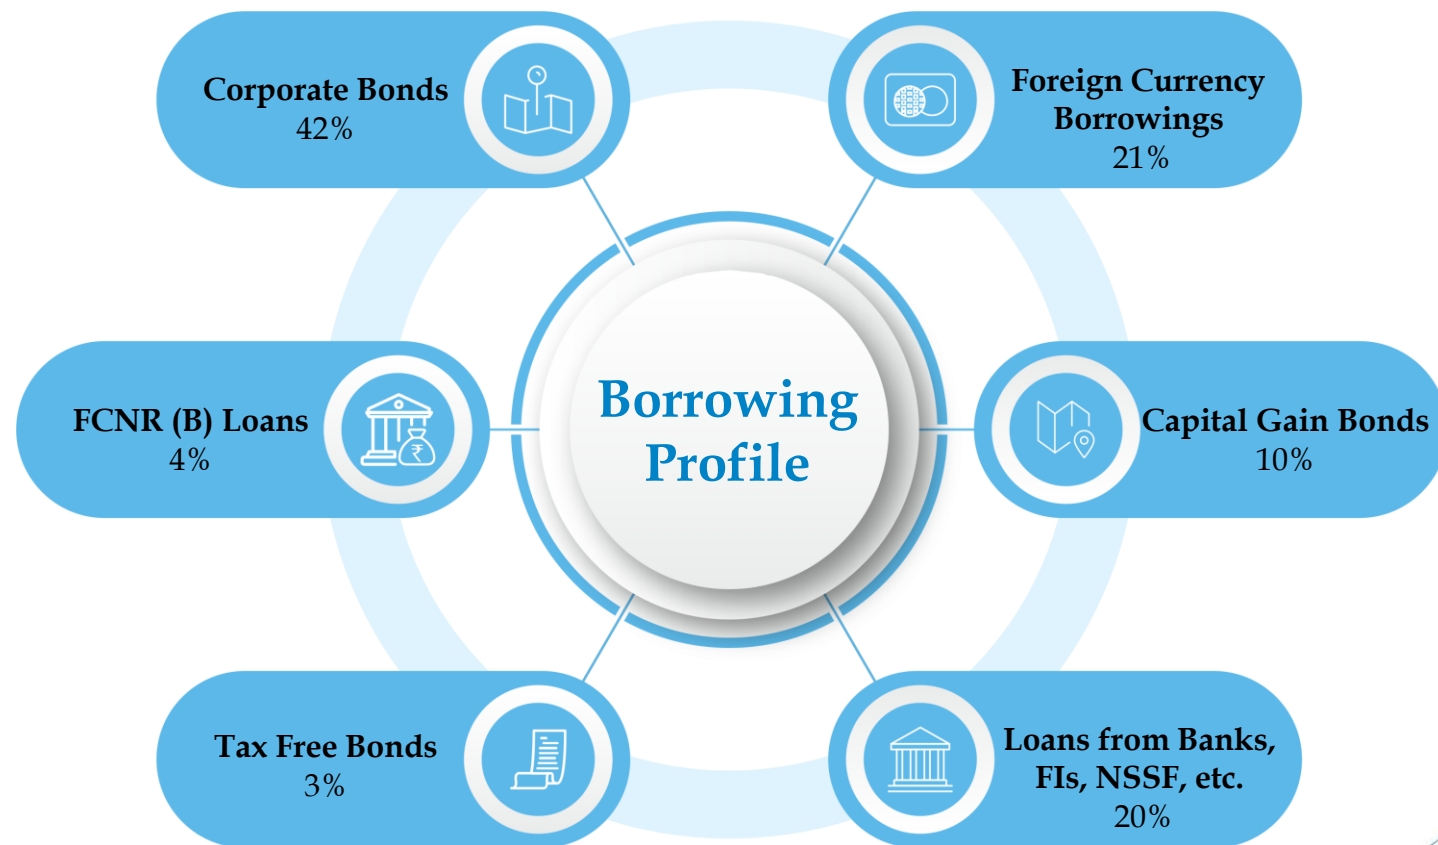 Corporate Bonds
42%
Foreign Currency
Borrowings
21%
FCNR (B) Loans
4%
₹
Borrowing
Profile
Capital Gain Bonds
10%
Tax Free Bonds
3%
Loans from Banks,
FIs, NSSF, etc.
20%